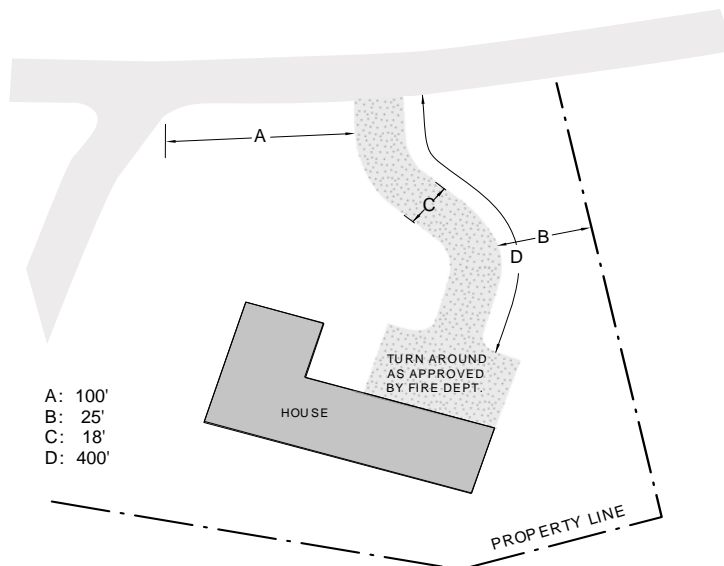 A
C
B
D
TURN AROUND
AS APPROVED
BY FIRE DEPT.
A: 100'
B: 25'
C: 18'
D: 400'
HOUSE
PROPERTY LINE